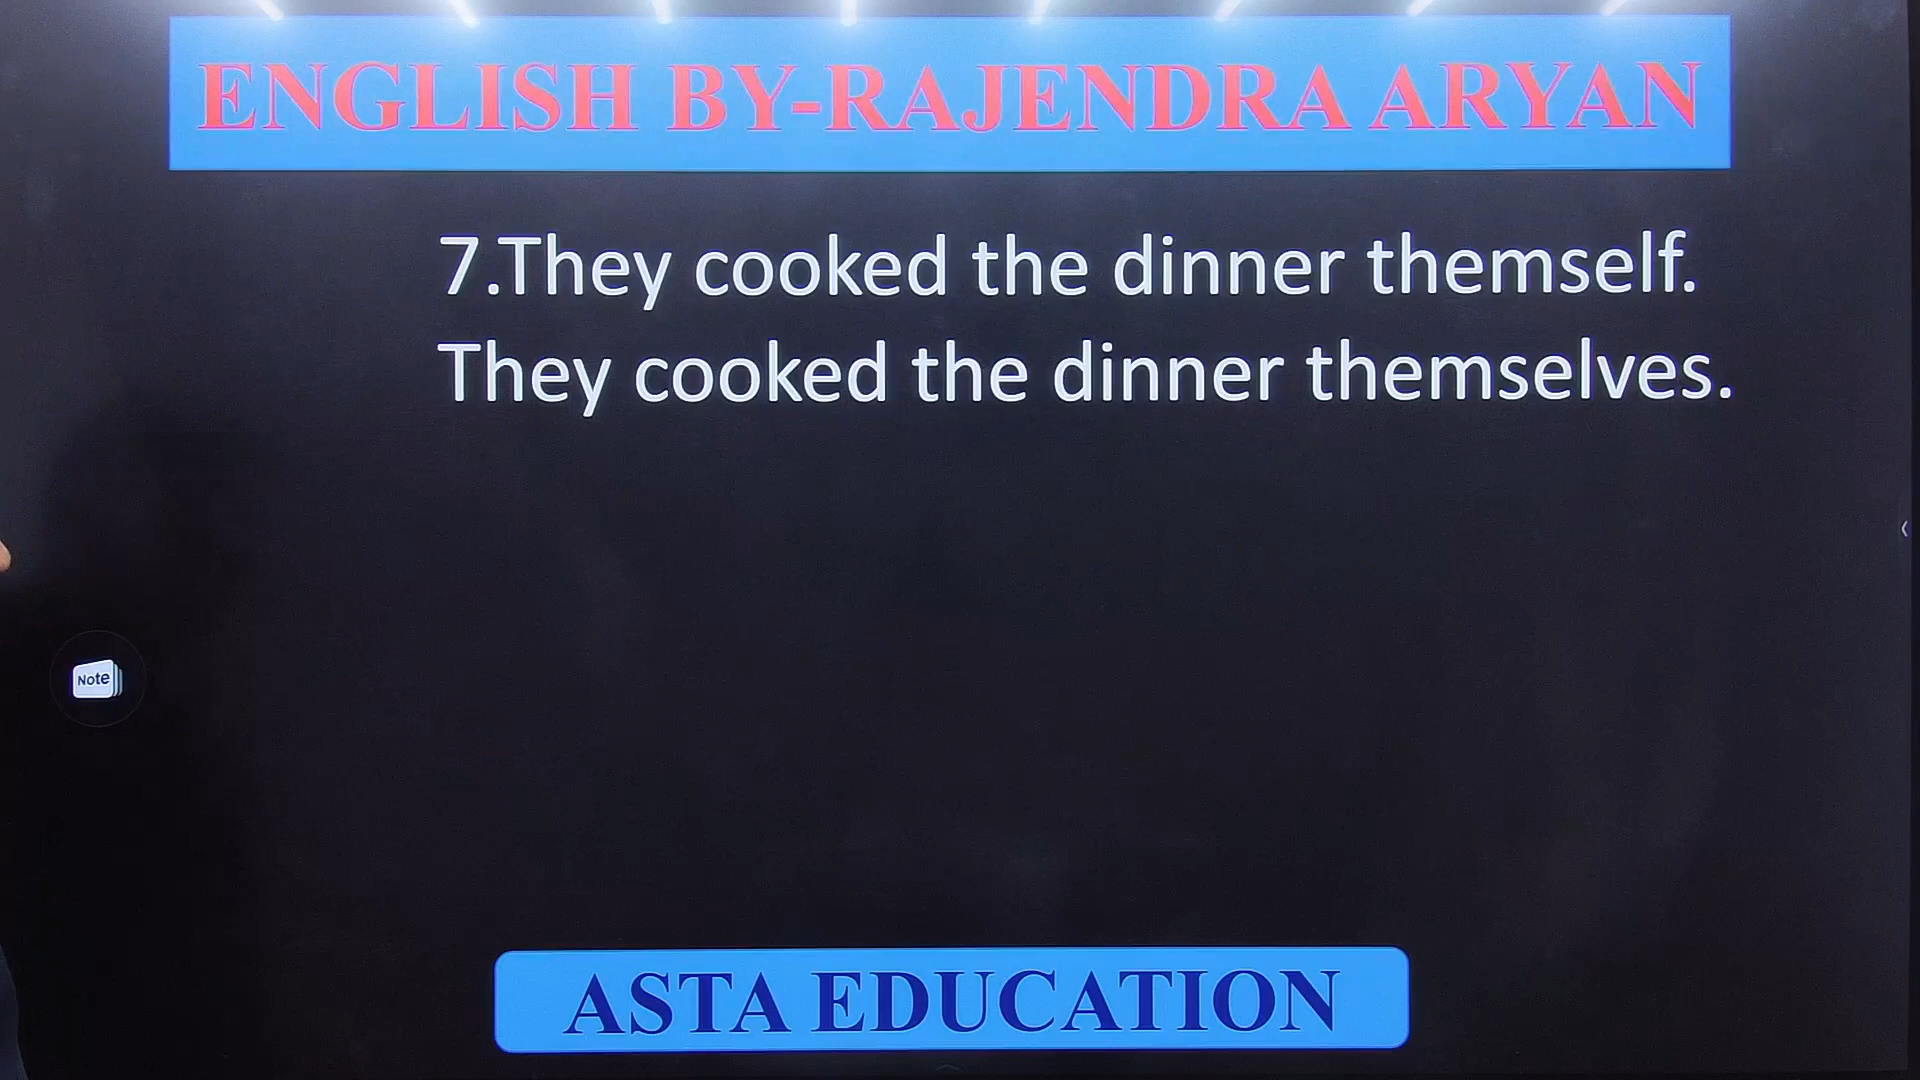 ENGLISH BY-RAJENDRA ARYAN
7.They cooked the dinner themself.
They cooked the dinner themselves.
Note
ASTA EDUCATION